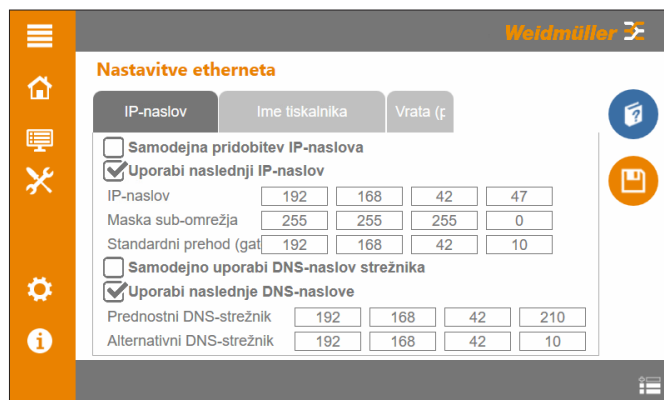 Weidmüller
Nastavitve etherneta
IP-naslov Ime tiskalnika Vrata (p
Samodejna pridobitev IP-naslova
Uporabi naslednji IP-naslov
IP-naslov 192 168 42 47
Maska sub-omrežja 255 255 255 0
Standardni prehod (gat 192 168 42 10
Samodejno uporabi DNS-naslov strežnika
Uporabi naslednje DNS-naslove
Prednostni DNS-strežnik 192 168 42 210
Alternativni DNS-strežnik 192 168 42 10